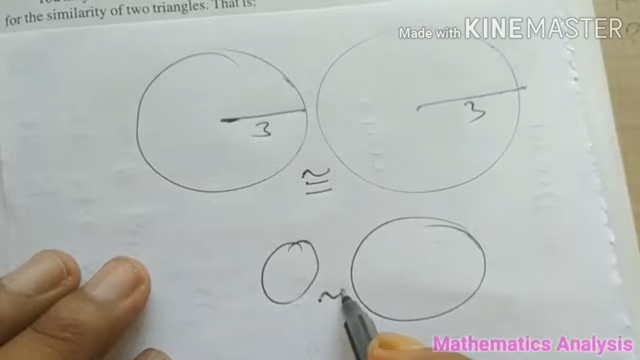 for the similarity of two triangles. That is:
Made with KINEMASTER
3
3
≅
~
Mathematics Analysis